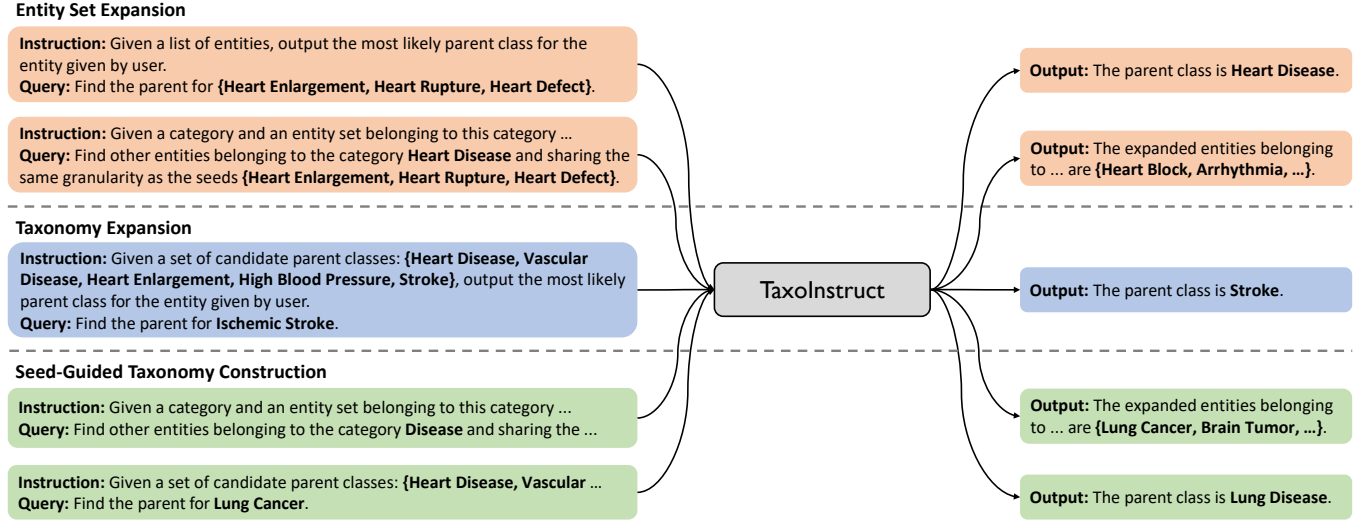 Entity Set Expansion
Instruction: Given a list of entities, output the most likely parent class for the
entity given by user.
Query: Find the parent for {Heart Enlargement, Heart Rupture, Heart Defect}.
Output: The parent class is Heart Disease.
Instruction: Given a category and an entity set belonging to this category ...
Query: Find other entities belonging to the category Heart Disease and sharing the
same granularity as the seeds {Heart Enlargement, Heart Rupture, Heart Defect}.
Output: The expanded entities belonging
to ... are {Heart Block, Arrhythmia, ...}.
Taxonomy Expansion
Instruction: Given a set of candidate parent classes: {Heart Disease, Vascular
Disease, Heart Enlargement, High Blood Pressure, Stroke}, output the most likely
parent class for the entity given by user.
Query: Find the parent for Ischemic Stroke.
TaxoInstruct
Output: The parent class is Stroke.
Seed-Guided Taxonomy Construction
Instruction: Given a category and an entity set belonging to this category ...
Query: Find other entities belonging to the category Disease and sharing the ...
Output: The expanded entities belonging
to ... are {Lung Cancer, Brain Tumor, ...}.
Instruction: Given a set of candidate parent classes: {Heart Disease, Vascular ...
Query: Find the parent for Lung Cancer.
Output: The parent class is Lung Disease.